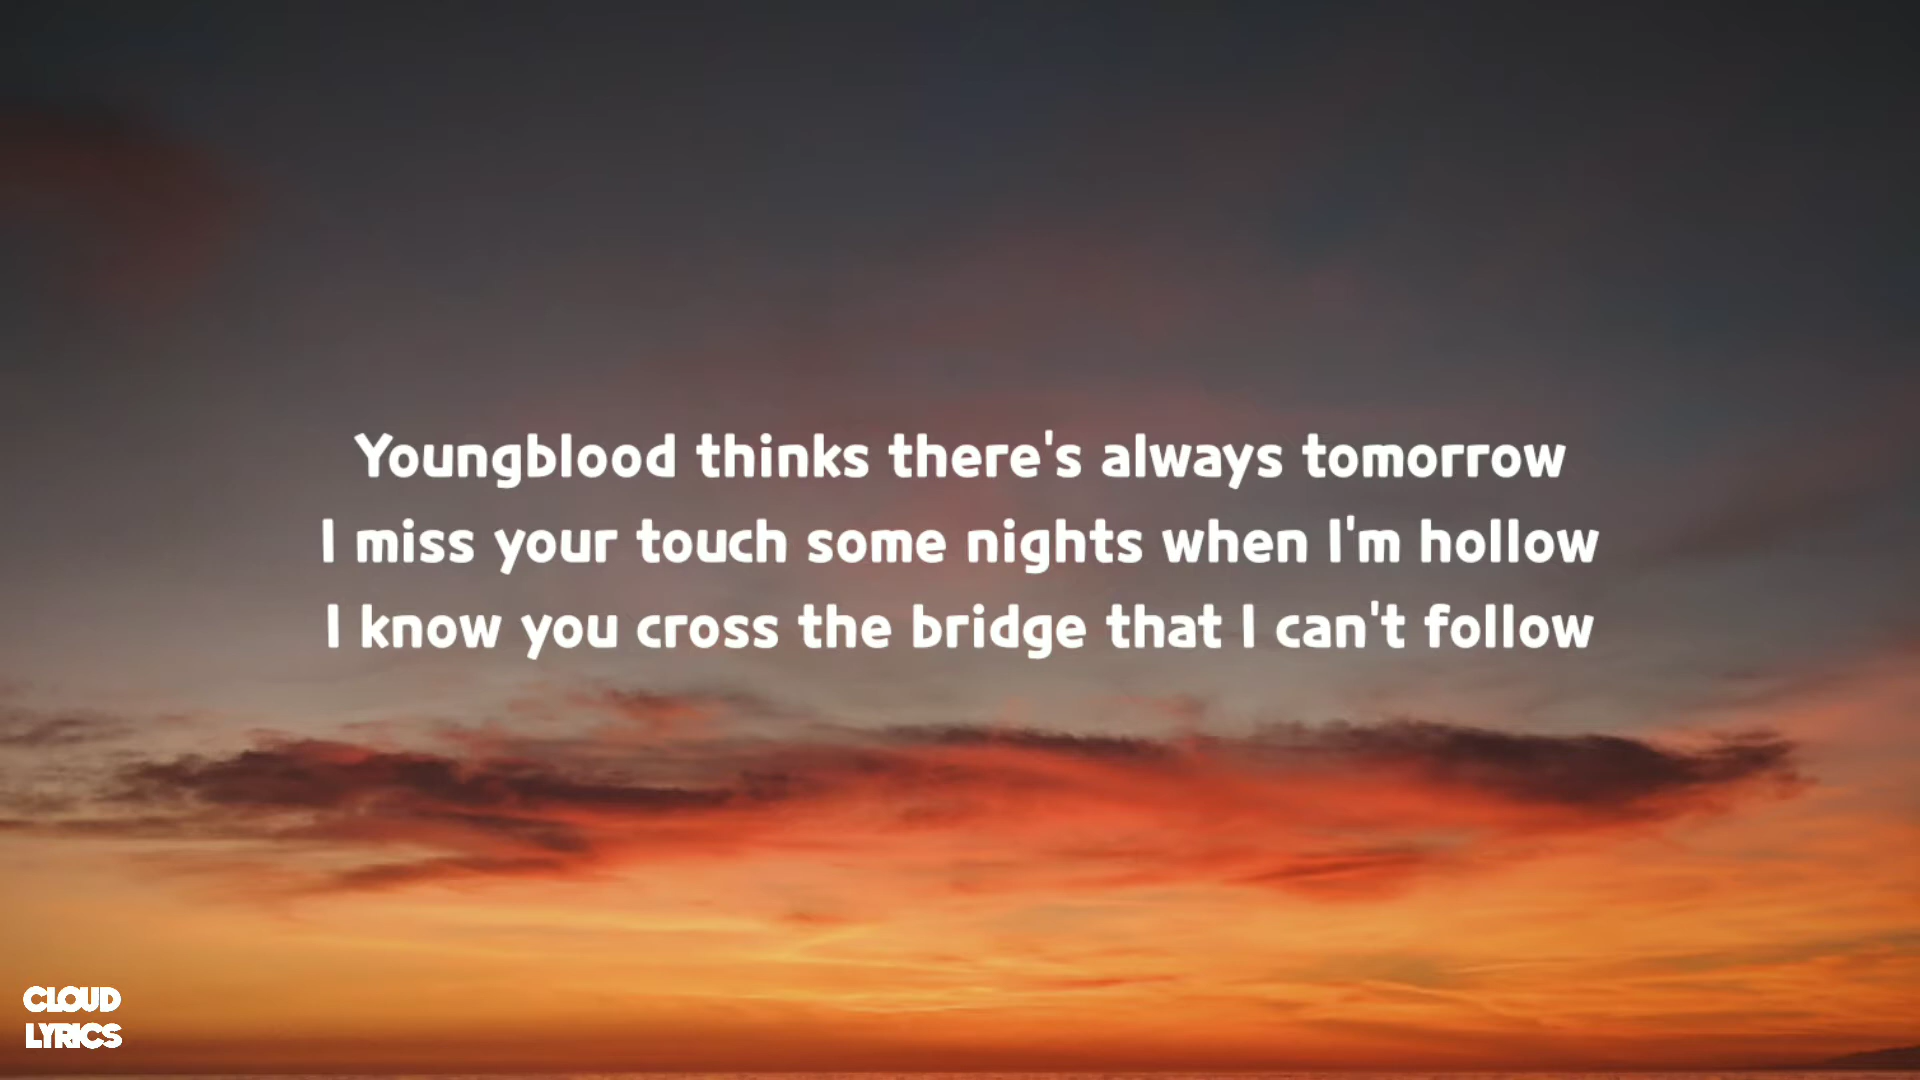 Youngblood thinks there's always tomorrow
I miss your touch some nights when I'm hollow
I know you cross the bridge that I can't follow
CLOUD
LYRICS